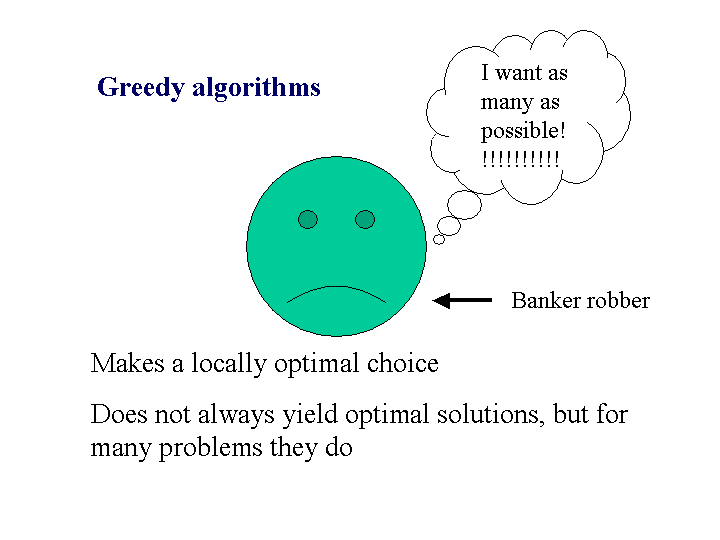 Greedy algorithms
I want as
many as
possible!
!!!!!!!!!!
Banker robber
Makes a locally optimal choice
Does not always yield optimal solutions, but for
many problems they do